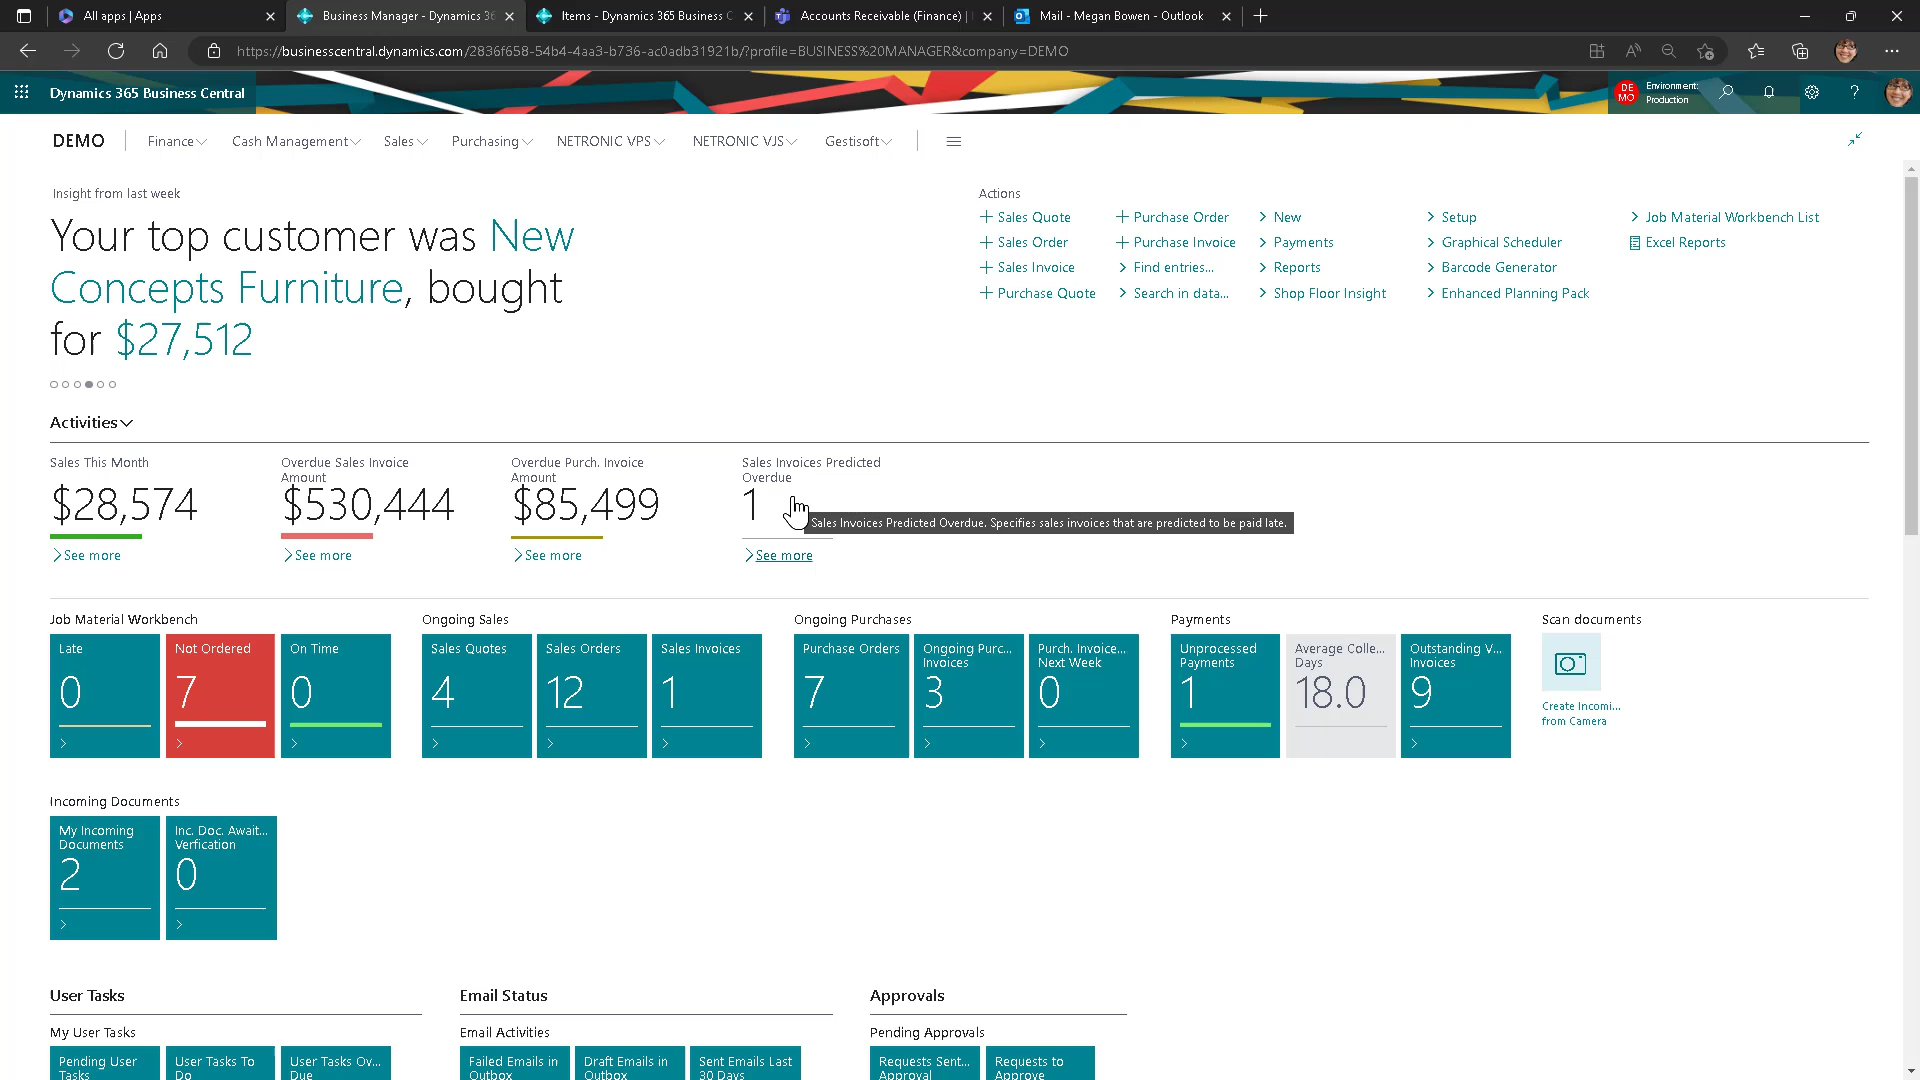 All apps | Apps
Business Manager - Dynamics 36
Items - Dynamics 365 Business C
Accounts Receivable (Finance) |
Mail - Megan Bowen - Outlook
https://businesscentral.dynamics.com/2836f658-54b4-4aa3-b736-ac0adb31921b/?profile=BUSINESS%20MANAGER&company=DEMO
Dynamics 365 Business Central
DE
MO
Environment:
Production
?
DEMO
Finance
Cash Management
Sales
Purchasing
NETRONIC VPS
NETRONIC VJS
Gestisoft
Insight from last week
Your top customer was New
Concepts Furniture, bought
for $27,512
Actions
+ Sales Quote
+ Sales Order
+ Sales Invoice
+ Purchase Quote
+ Purchase Order
+ Purchase Invoice
> Find entries...
> Search in data...
> New
> Payments
> Reports
> Shop Floor Insight
> Setup
> Graphical Scheduler
> Barcode Generator
> Enhanced Planning Pack
> Job Material Workbench List
Excel Reports
Activities
Sales This Month
$28,574
> See more
Overdue Sales Invoice
Amount
$530,444
> See more
Overdue Purch. Invoice
Amount
$85,499
> See more
Sales Invoices Predicted
Overdue
1
> See more
Sales Invoices Predicted Overdue. Specifies sales invoices that are predicted to be paid late.
Job Material Workbench
Late
0
Not Ordered
7
On Time
0
Ongoing Sales
Sales Quotes
4
Sales Orders
12
Sales Invoices
1
Ongoing Purchases
Purchase Orders
7
Ongoing Purc...
Invoices
3
Purch. Invoice...
Next Week
0
Payments
Unprocessed
Payments
1
Average Colle...
Days
18.0
Outstanding V...
Invoices
9
Scan documents
Create Incomi...
from Camera
Incoming Documents
My Incoming
Documents
2
Inc. Doc. Await...
Verfication
0
User Tasks
My User Tasks
Pending User
Tasks
User Tasks To
Do
User Tasks Ov...
Due
Email Status
Email Activities
Failed Emails in
Outbox
Draft Emails in
Outbox
Sent Emails Last
30 Days
Approvals
Pending Approvals
Requests Sent...
Approval
Requests to
Approve